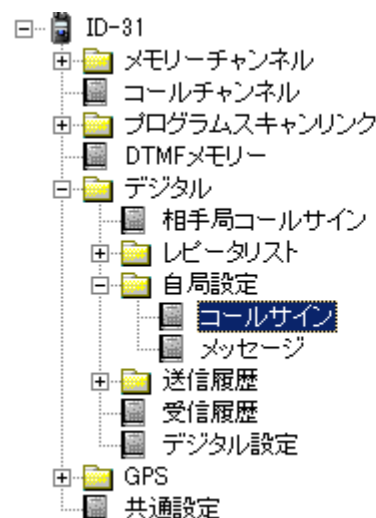 ID-31
メモリーチャンネル
コールチャンネル
プログラムスキャンリンク
DTMFメモリー
デジタル
相手局コールサイン
レピータリスト
自局設定
コールサイン
メッセージ
送信履歴
受信履歴
デジタル設定
GPS
共通設定